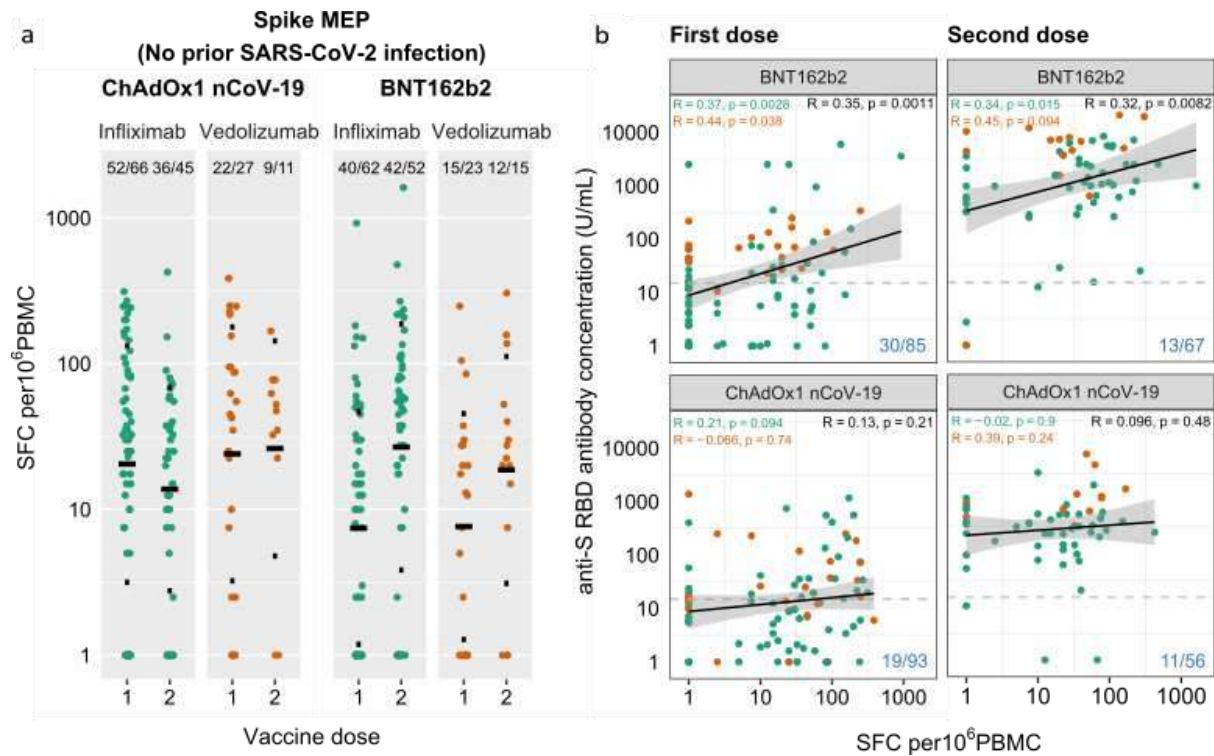 a
Spike MEP
(No prior SARS-CoV-2 infection)
ChAdOx1 nCoV-19 BNT162b2
Infliximab Vedolizumab Infliximab Vedolizumab
52/66 36/45 22/27 9/11 40/62 42/52 15/23 12/15
SFC per10⁶PBMC
1000
100
10
1
1 2 1 2 1 2 1 2
Vaccine dose
b
First dose Second dose
anti-S RBD antibody concentration (U/mL)
BNT162b2
R = 0.37, p = 0.0028 R = 0.35, p = 0.0011
R = 0.44, p = 0.038
10000
1000
100
10
1
30/85
BNT162b2
R = 0.34, p = 0.015 R = 0.32, p = 0.0082
R = 0.45, p = 0.094
13/67
ChAdOx1 nCoV-19
R = 0.21, p = 0.094 R = 0.13, p = 0.21
R = −0.066, p = 0.74
10000
1000
100
10
1
19/93
ChAdOx1 nCoV-19
R = −0.02, p = 0.9 R = 0.096, p = 0.48
R = 0.39, p = 0.24
11/56
1 10 100 1000 1 10 100 1000
SFC per10⁶PBMC